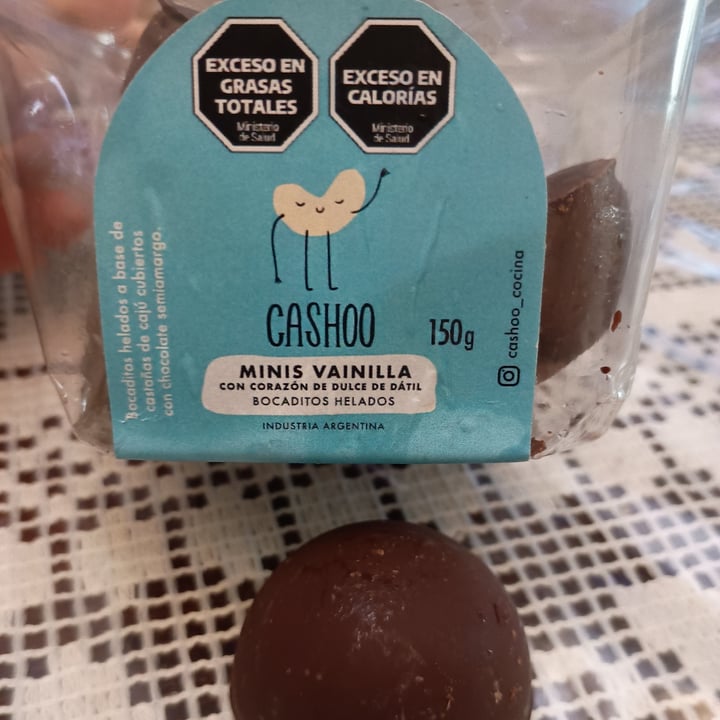 EXCESO EN
GRASAS
TOTALES
Ministerio
de Salud
EXCESO EN
CALORÍAS
Ministerio
de Salud
Bocaditos helados a base de
castañas de cajú cubiertos
con chocolate semiamargo.
CASHOO
150g
cashoo_cocina
MINIS VAINILLA
CON CORAZÓN DE DULCE DE DÁTIL
BOCADITOS HELADOS
INDUSTRIA ARGENTINA